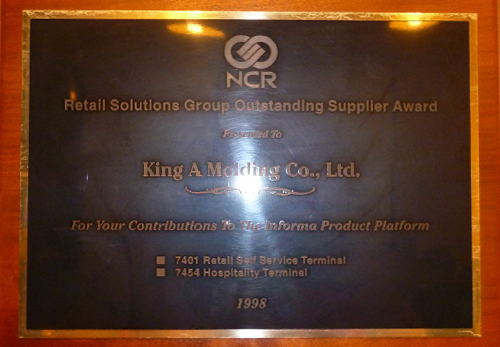 NCR
Retail Solutions Group Outstanding Supplier Award
Presented To
King A Molding Co., Ltd.
For Your Contributions To The Informa Product Platform
■ 7401 Retail Self Service Terminal
■ 7454 Hospitality Terminal
1998